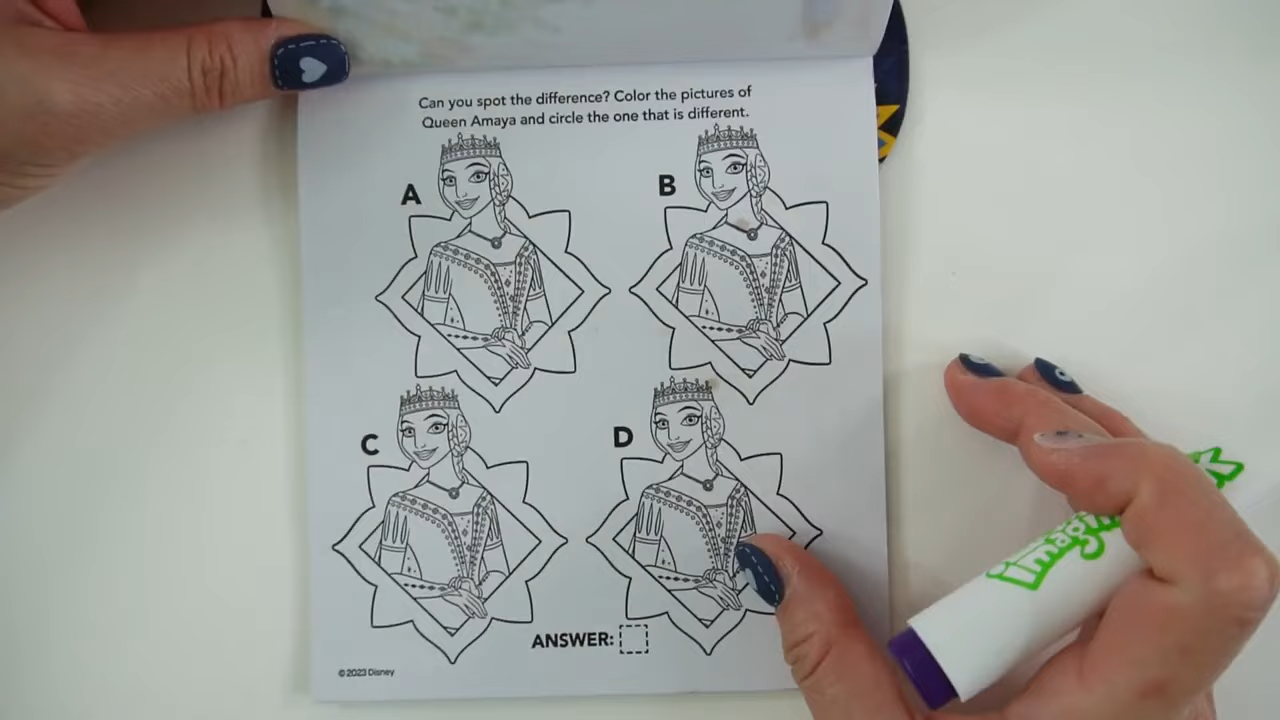 Can you spot the difference? Color the pictures of
Queen Amaya and circle the one that is different.
A
B
C
D
ANSWER:
© 2023 Disney